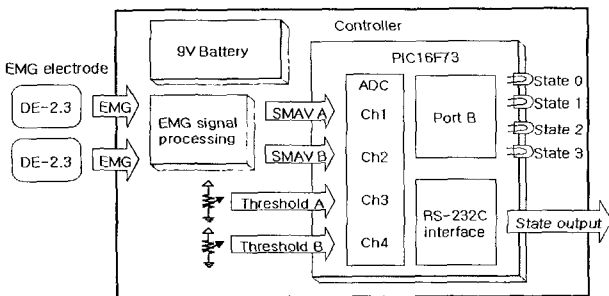 Controller
9V Battery
PIC16F73
EMG electrode
DE-2.3
EMG
DE-2.3
EMG
EMG signal
processing
SMAV A
SMAV B
Threshold A
Threshold B
ADC
Ch1
Ch2
Ch3
Ch4
Port B
RS-232C
interface
State 0
State 1
State 2
State 3
State output